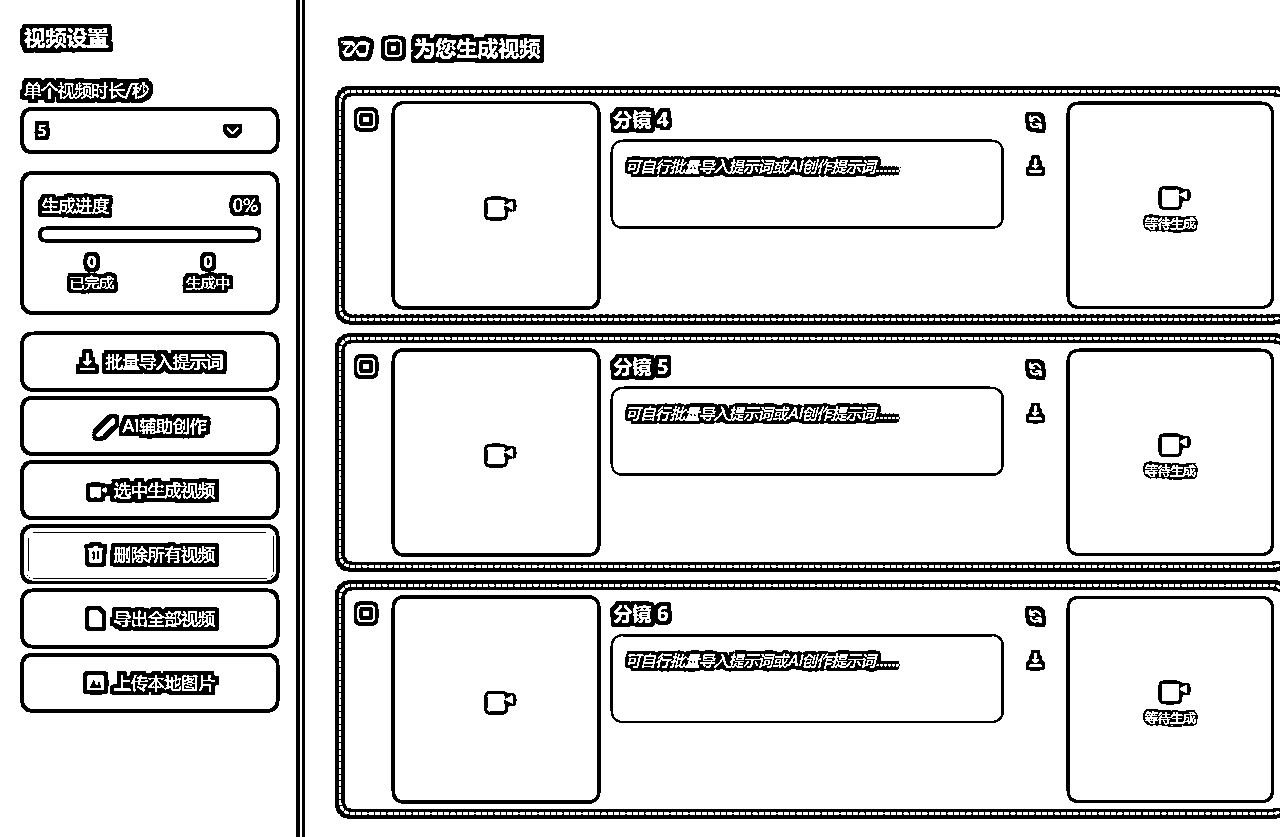 视频设置
单个视频时长/秒
5
生成进度 0%
0 0
已完成 生成中
批量导入提示词
AI辅助创作
选中生成视频
删除所有视频
导出全部视频
上传本地图片
为您生成视频
分镜 4
可自行批量导入提示词或AI创作提示词......
等待生成
分镜 5
可自行批量导入提示词或AI创作提示词......
等待生成
分镜 6
可自行批量导入提示词或AI创作提示词......
等待生成